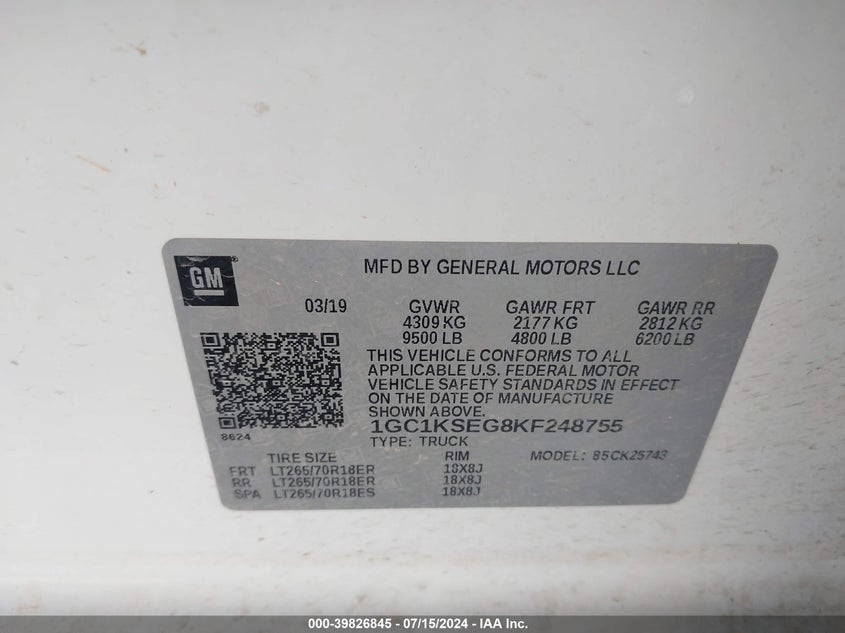 GM
MFD BY GENERAL MOTORS LLC
03/19 GVWR GAWR FRT GAWR RR
4309 KG 2177 KG 2812 KG
9500 LB 4800 LB 6200 LB
THIS VEHICLE CONFORMS TO ALL
APPLICABLE U.S. FEDERAL MOTOR
VEHICLE SAFETY STANDARDS IN EFFECT
ON THE DATE OF MANUFACTURE
SHOWN ABOVE.
1GC1KSEG8KF248755
8624
TYPE: TRUCK
TIRE SIZE RIM MODEL: 85CK25743
FRT LT265/70R18ER 18X8J
RR LT265/70R18ER 18X8J
SPA LT265/70R18ES 18X8J
000-39826845 - 07/15/2024 - IAA Inc.